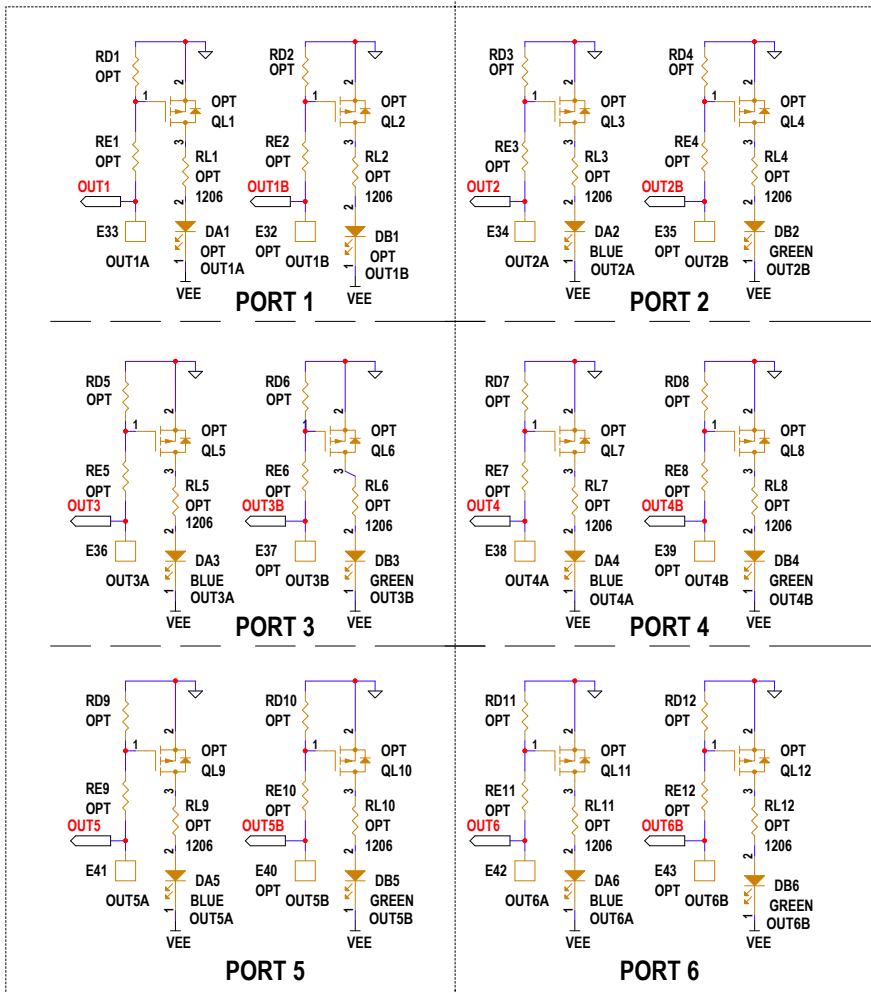 RD1
OPT
2
1
OPT
QL1
3
RE1
OPT
RL1
OPT
1206
OUT1
2
E33
OUT1A
DA1
OPT
OUT1A
1
VEE
RD2
OPT
2
1
OPT
QL2
3
RE2
OPT
RL2
OPT
1206
OUT1B
2
E32
OPT
OUT1B
DB1
OPT
OUT1B
1
VEE
PORT 1
RD3
OPT
2
1
OPT
QL3
3
RE3
OPT
RL3
OPT
1206
OUT2
2
E34
OUT2A
DA2
BLUE
OUT2A
1
VEE
RD4
OPT
2
1
OPT
QL4
3
RE4
OPT
RL4
OPT
1206
OUT2B
2
E35
OPT
OUT2B
DB2
GREEN
OUT2B
1
VEE
PORT 2
RD5
OPT
2
1
OPT
QL5
3
RE5
OPT
RL5
OPT
1206
OUT3
2
E36
OUT3A
DA3
BLUE
OUT3A
1
VEE
RD6
OPT
2
1
OPT
QL6
3
RE6
OPT
RL6
OPT
1206
OUT3B
2
E37
OPT
OUT3B
DB3
GREEN
OUT3B
1
VEE
PORT 3
RD7
OPT
2
1
OPT
QL7
3
RE7
OPT
RL7
OPT
1206
OUT4
2
E38
OUT4A
DA4
BLUE
OUT4A
1
VEE
RD8
OPT
2
1
OPT
QL8
3
RE8
OPT
RL8
OPT
1206
OUT4B
2
E39
OPT
OUT4B
DB4
GREEN
OUT4B
1
VEE
PORT 4
RD9
OPT
2
1
OPT
QL9
3
RE9
OPT
RL9
OPT
1206
OUT5
2
E41
OUT5A
DA5
BLUE
OUT5A
1
VEE
RD10
OPT
2
1
OPT
QL10
3
RE10
OPT
RL10
OPT
1206
OUT5B
2
E40
OPT
OUT5B
DB5
GREEN
OUT5B
1
VEE
PORT 5
RD11
OPT
2
1
OPT
QL11
3
RE11
OPT
RL11
OPT
1206
OUT6
2
E42
OUT6A
DA6
BLUE
OUT6A
1
VEE
RD12
OPT
2
1
OPT
QL12
3
RE12
OPT
RL12
OPT
1206
OUT6B
2
E43
OPT
OUT6B
DB6
GREEN
OUT6B
1
VEE
PORT 6